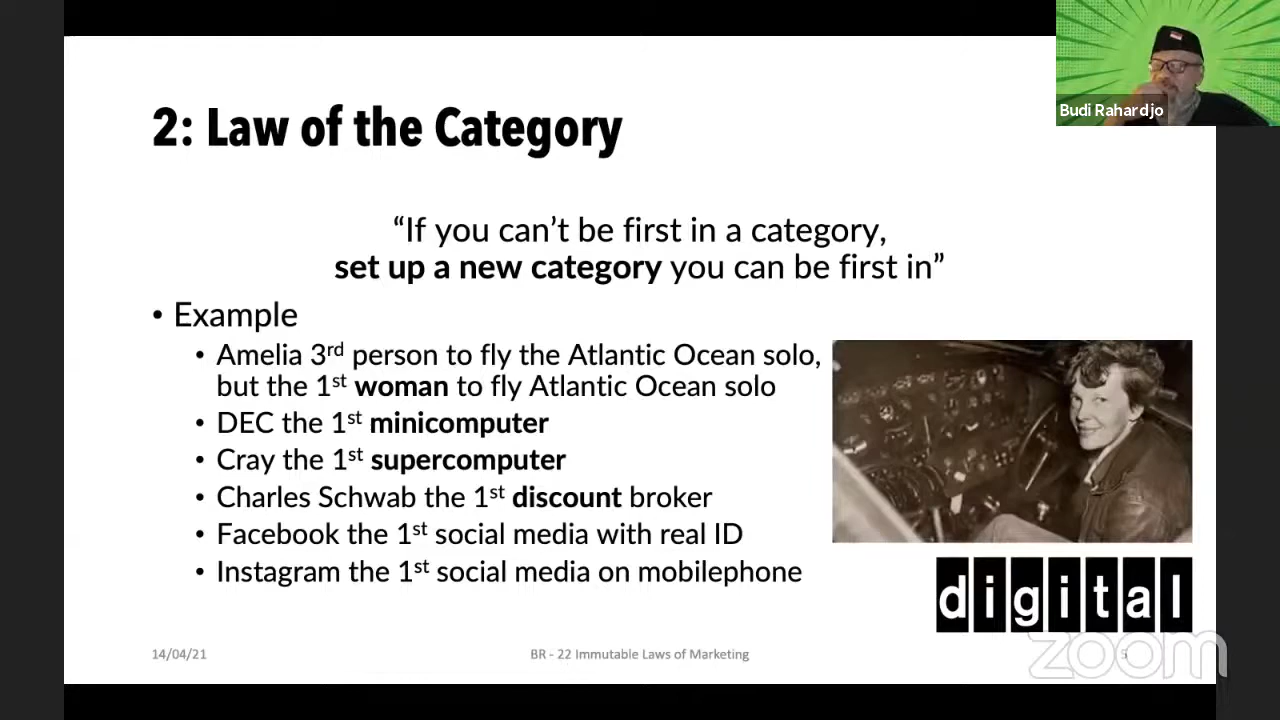 Budi Rahardjo
2: Law of the Category
“If you can’t be first in a category,
set up a new category you can be first in”
• Example
• Amelia 3rd person to fly the Atlantic Ocean solo,
but the 1st woman to fly Atlantic Ocean solo
• DEC the 1st minicomputer
• Cray the 1st supercomputer
• Charles Schwab the 1st discount broker
• Facebook the 1st social media with real ID
• Instagram the 1st social media on mobilephone
digital
14/04/21
BR - 22 Immutable Laws of Marketing
5
zoom